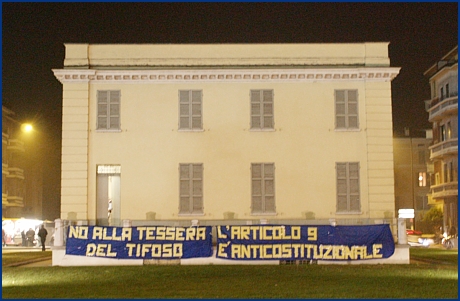 NO ALLA TESSERA
DEL TIFOSO
L'ARTICOLO 9
É ANTICOSTITUZIONALE